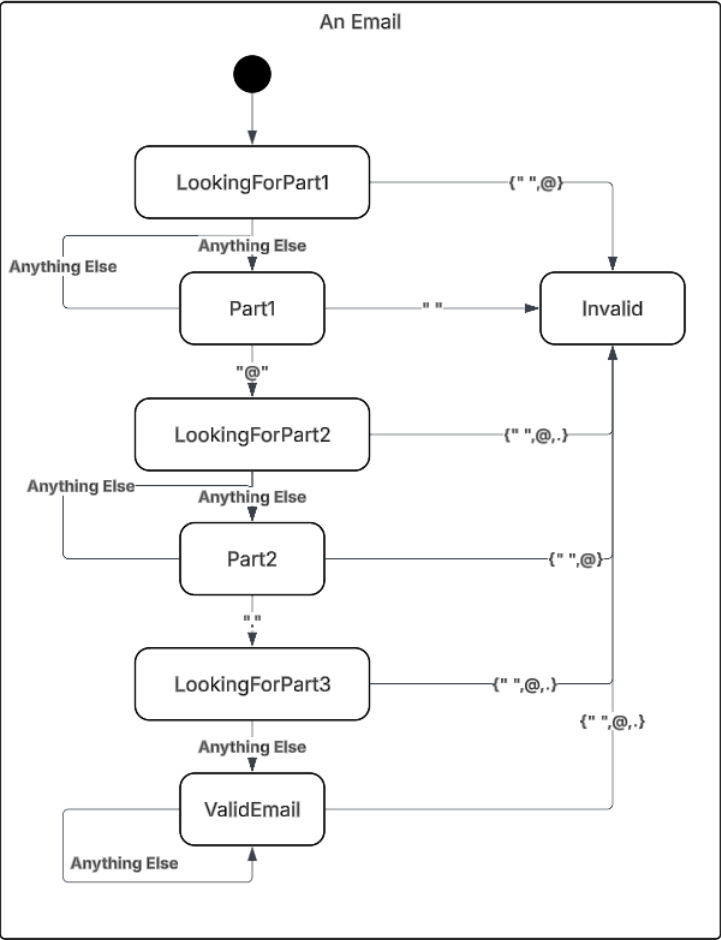 An Email
LookingForPart1
{" ",@}
Anything Else
Anything Else
Part1
" "
Invalid
"@"
LookingForPart2
{" ",@,.}
Anything Else
Anything Else
Part2
{" ",@}
"."
LookingForPart3
{" ",@,.}
{" ",@,.}
Anything Else
ValidEmail
Anything Else